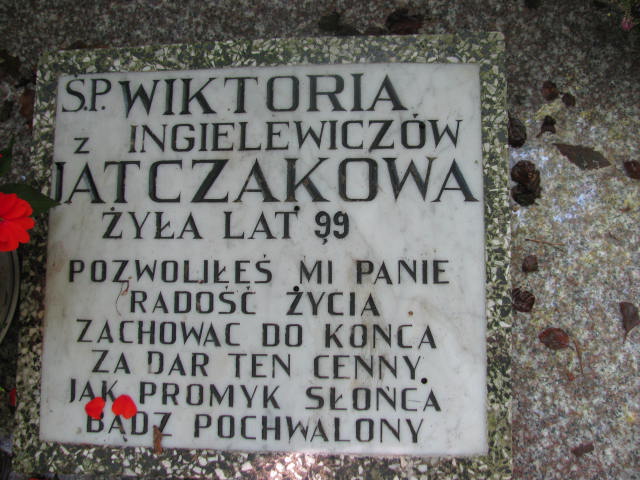 Ś.P. WIKTORIA
z INGIELEWICZÓW
JATCZAKOWA
ŻYŁA LAT 99
POZWOLIŁEŚ MI PANIE
RADOŚĆ ŻYCIA
ZACHOWAĆ DO KOŃCA
ZA DAR TEN CENNY
JAK PROMYK SŁOŃCA
BĄDŹ POCHWALONY